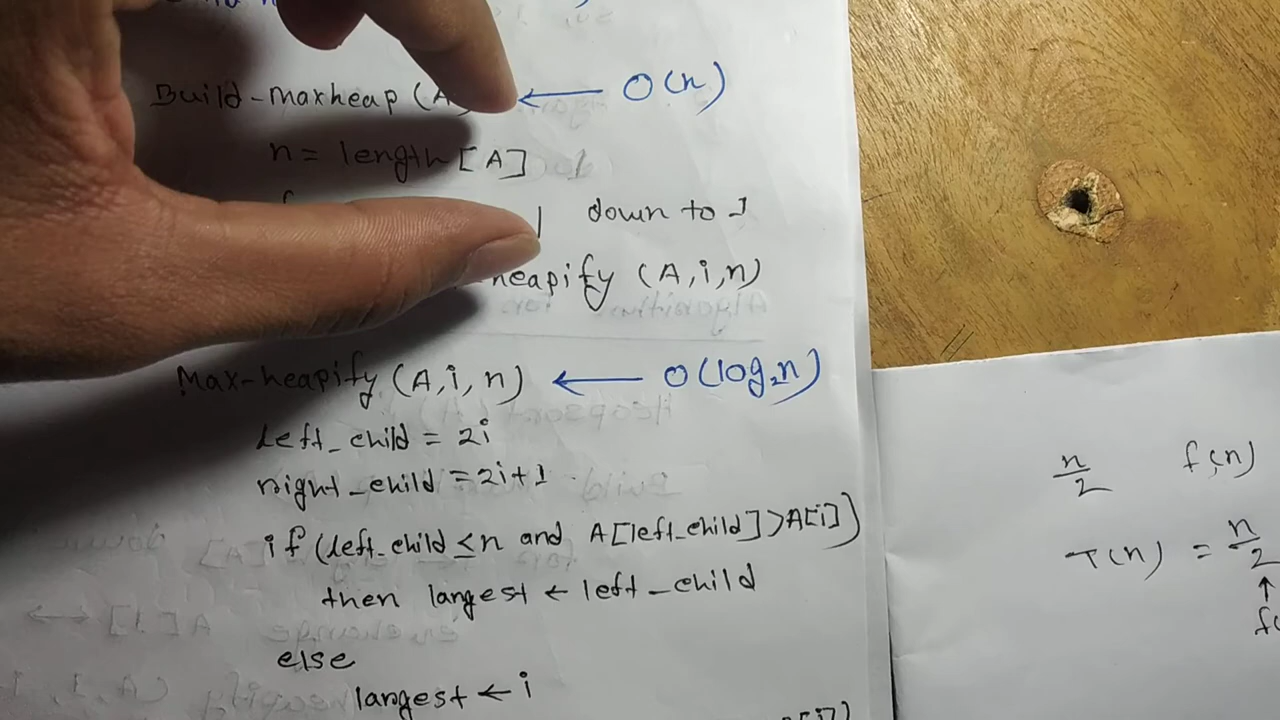 Build-maxheap (A ← O(n)
n = length [A]
down to 1
heapify (A, i, n)
Max-heapify (A, i, n) ← O(log₂n)
left_child = 2i
right_child = 2i+1
if (left_child ≤ n and A[left_child] > A[i])
then largest ← left_child
else
largest ← i
n/2 f(n)
T(n) = n/2
↑